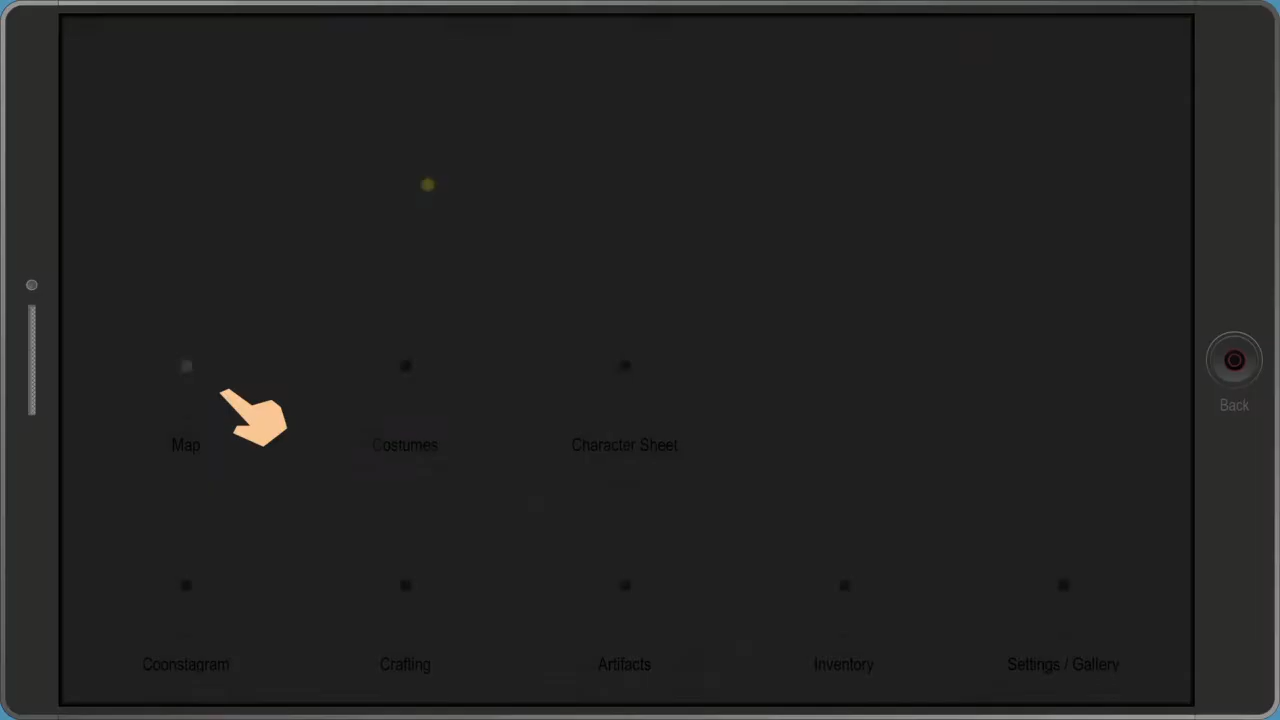 Back
Map
Costumes
Character Sheet
Coonstagram
Crafting
Artifacts
Inventory
Settings / Gallery